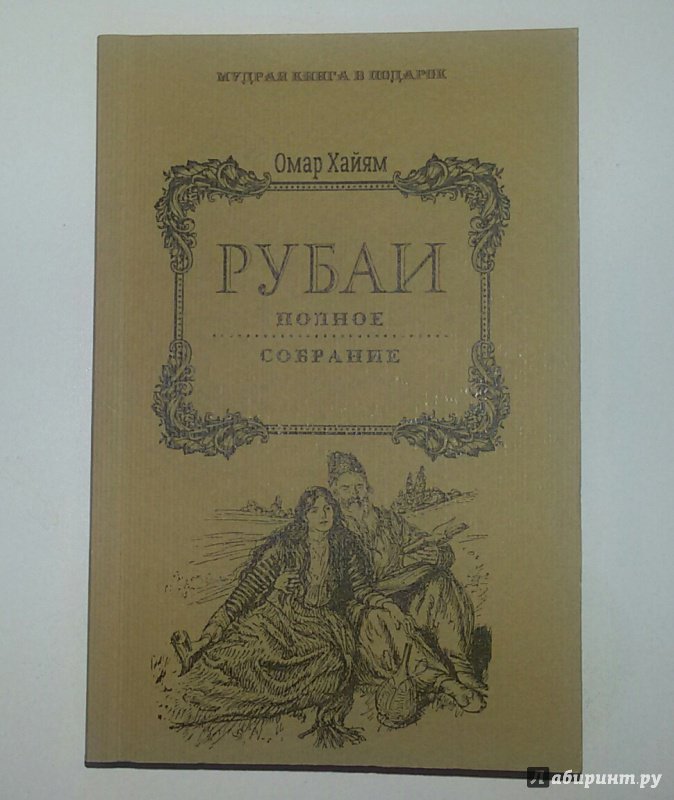 МУДРАЯ КНИГА В ПОДАРОК
Омар Хайям
РУБАИ
ПОЛНОЕ
СОБРАНИЕ
Лабиринт.ру